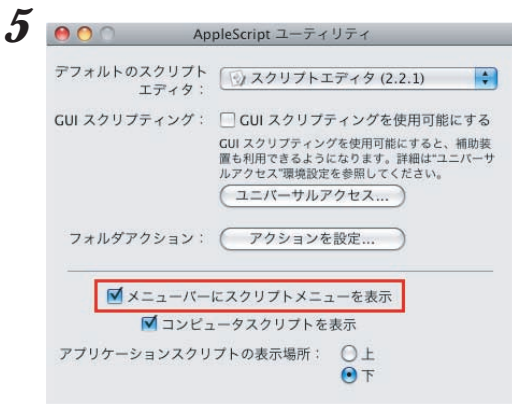 5
AppleScript ユーティリティ
デフォルトのスクリプト
エディタ：
スクリプトエディタ (2.2.1)
GUI スクリプティング：
GUI スクリプティングを使用可能にする
GUI スクリプティングを使用可能にすると、補助装
置も利用できるようになります。詳細は"ユニバーサ
ルアクセス"環境設定を参照してください。
ユニバーサルアクセス...
フォルダアクション：
アクションを設定...
メニューバーにスクリプトメニューを表示
コンピュータスクリプトを表示
アプリケーションスクリプトの表示場所：
上
下